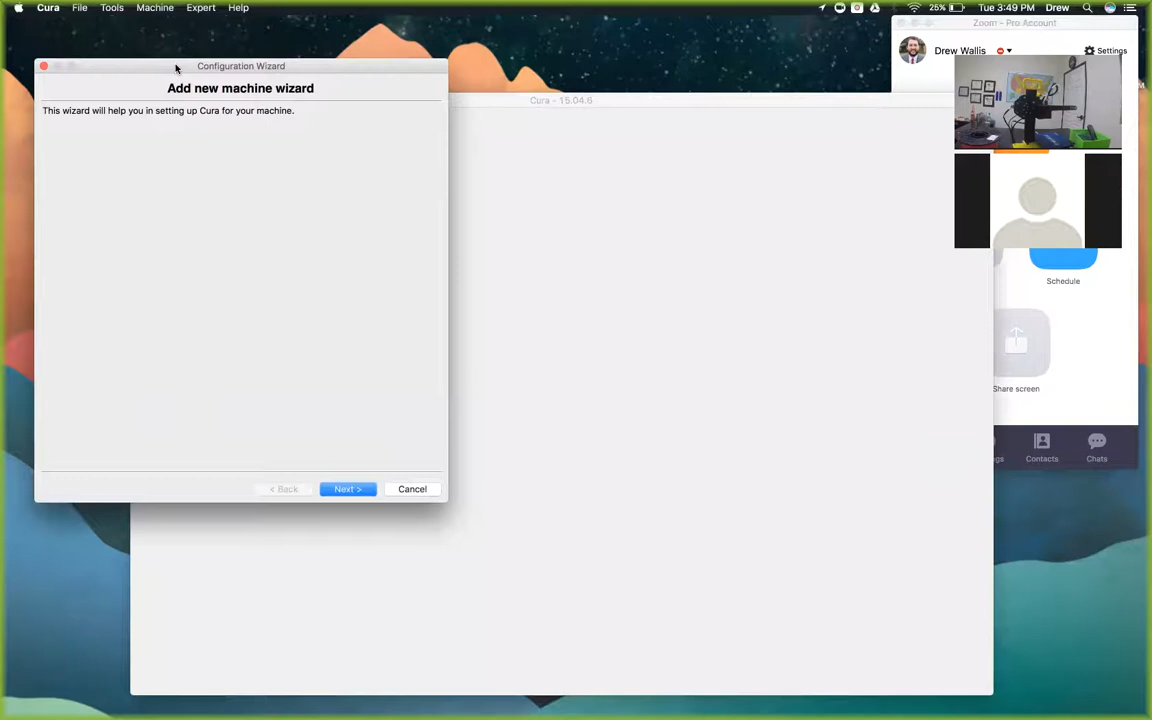 Cura File Tools Machine Expert Help
25% Tue 3:49 PM Drew
Zoom - Pro Account
Drew Wallis
Settings
Configuration Wizard
Add new machine wizard
This wizard will help you in setting up Cura for your machine.
Cura - 15.04.6
Schedule
Share screen
ngs Contacts Chats
< Back Next > Cancel